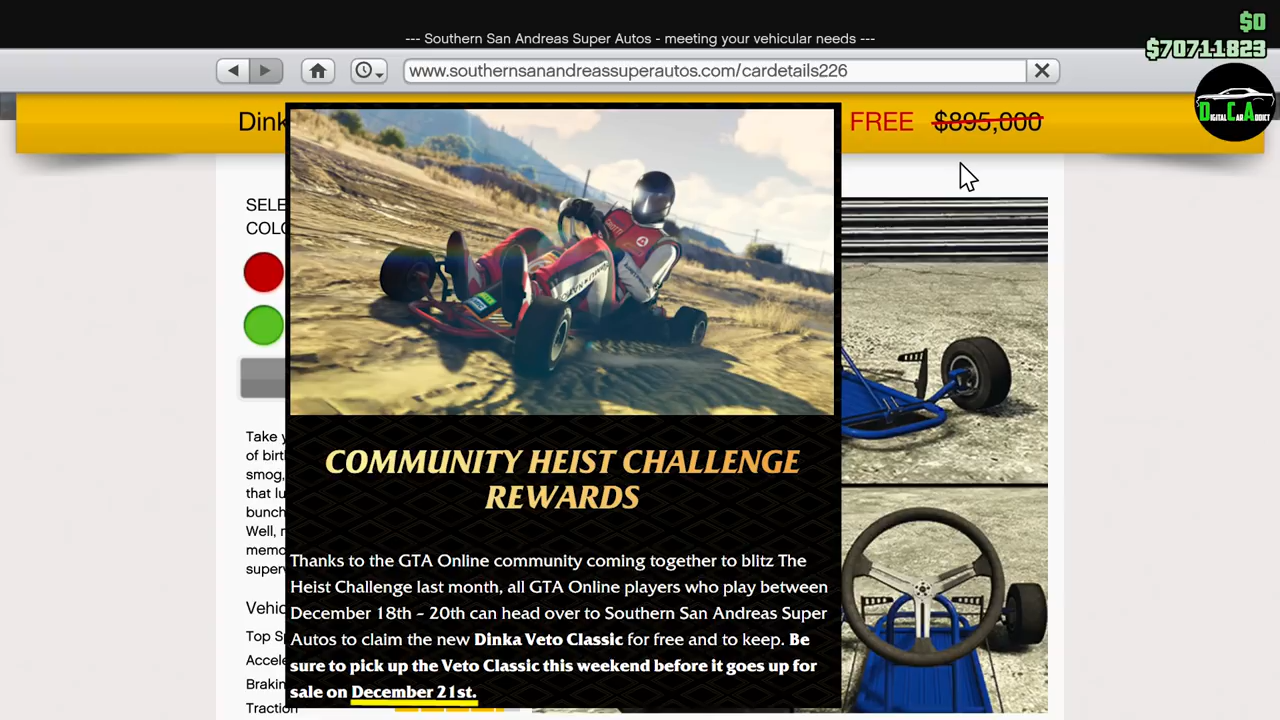 $0
--- Southern San Andreas Super Autos - meeting your vehicular needs ---
$70711823
www.southernsanandreassuperautos.com/cardetails226
DIGITAL CAR ADDICT
FREE $895,000
COMMUNITY HEIST CHALLENGE
REWARDS
Thanks to the GTA Online community coming together to blitz The
Heist Challenge last month, all GTA Online players who play between
December 18th - 20th can head over to Southern San Andreas Super
Autos to claim the new Dinka Veto Classic for free and to keep. Be
sure to pick up the Veto Classic this weekend before it goes up for
sale on December 21st.
Take
of birt
smog,
that lu
bunch
Well,
memo
superv
Top Sp
Accele
Brakin
Traction